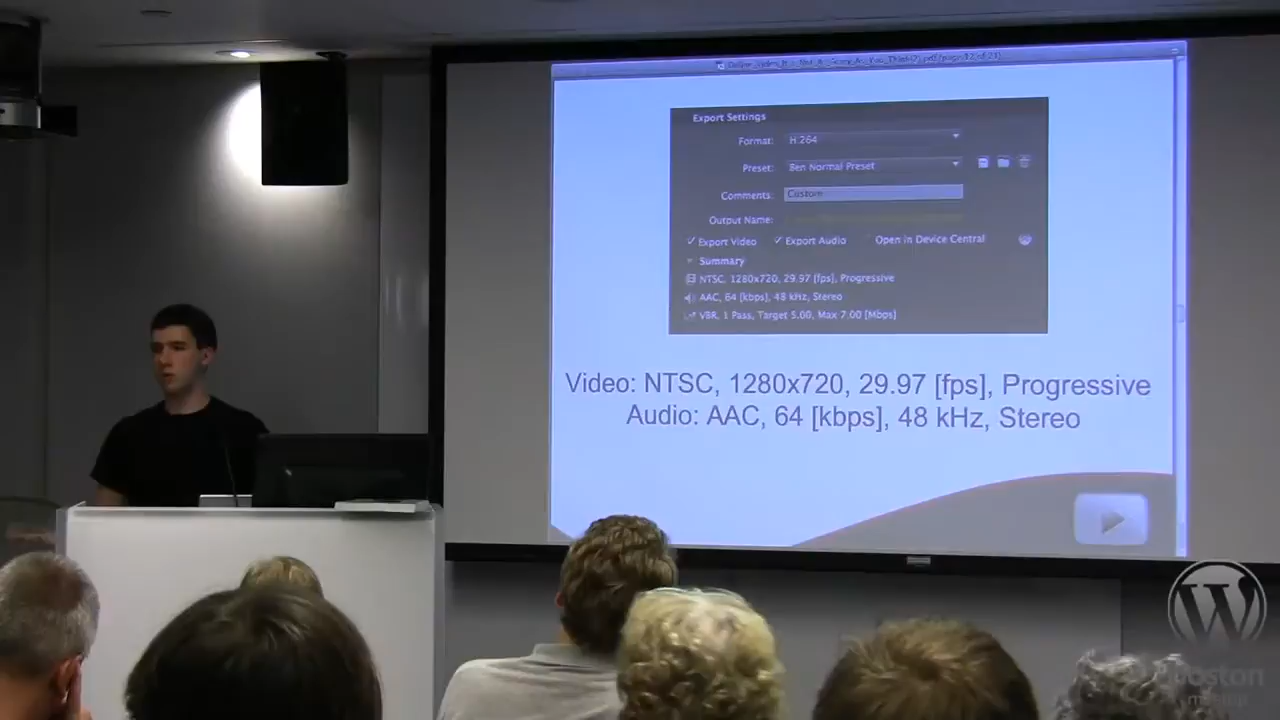 Export Settings
Format: H.264
Preset: Ben Normal Preset
Comments: Custom
Output Name:
✓ Export Video ✓ Export Audio Open in Device Central
Summary
NTSC, 1280x720, 29.97 [fps], Progressive
AAC, 64 [kbps], 48 kHz, Stereo
VBR, 1 Pass, Target 5.00, Max 7.00 [Mbps]
Video: NTSC, 1280x720, 29.97 [fps], Progressive
Audio: AAC, 64 [kbps], 48 kHz, Stereo
W
boston